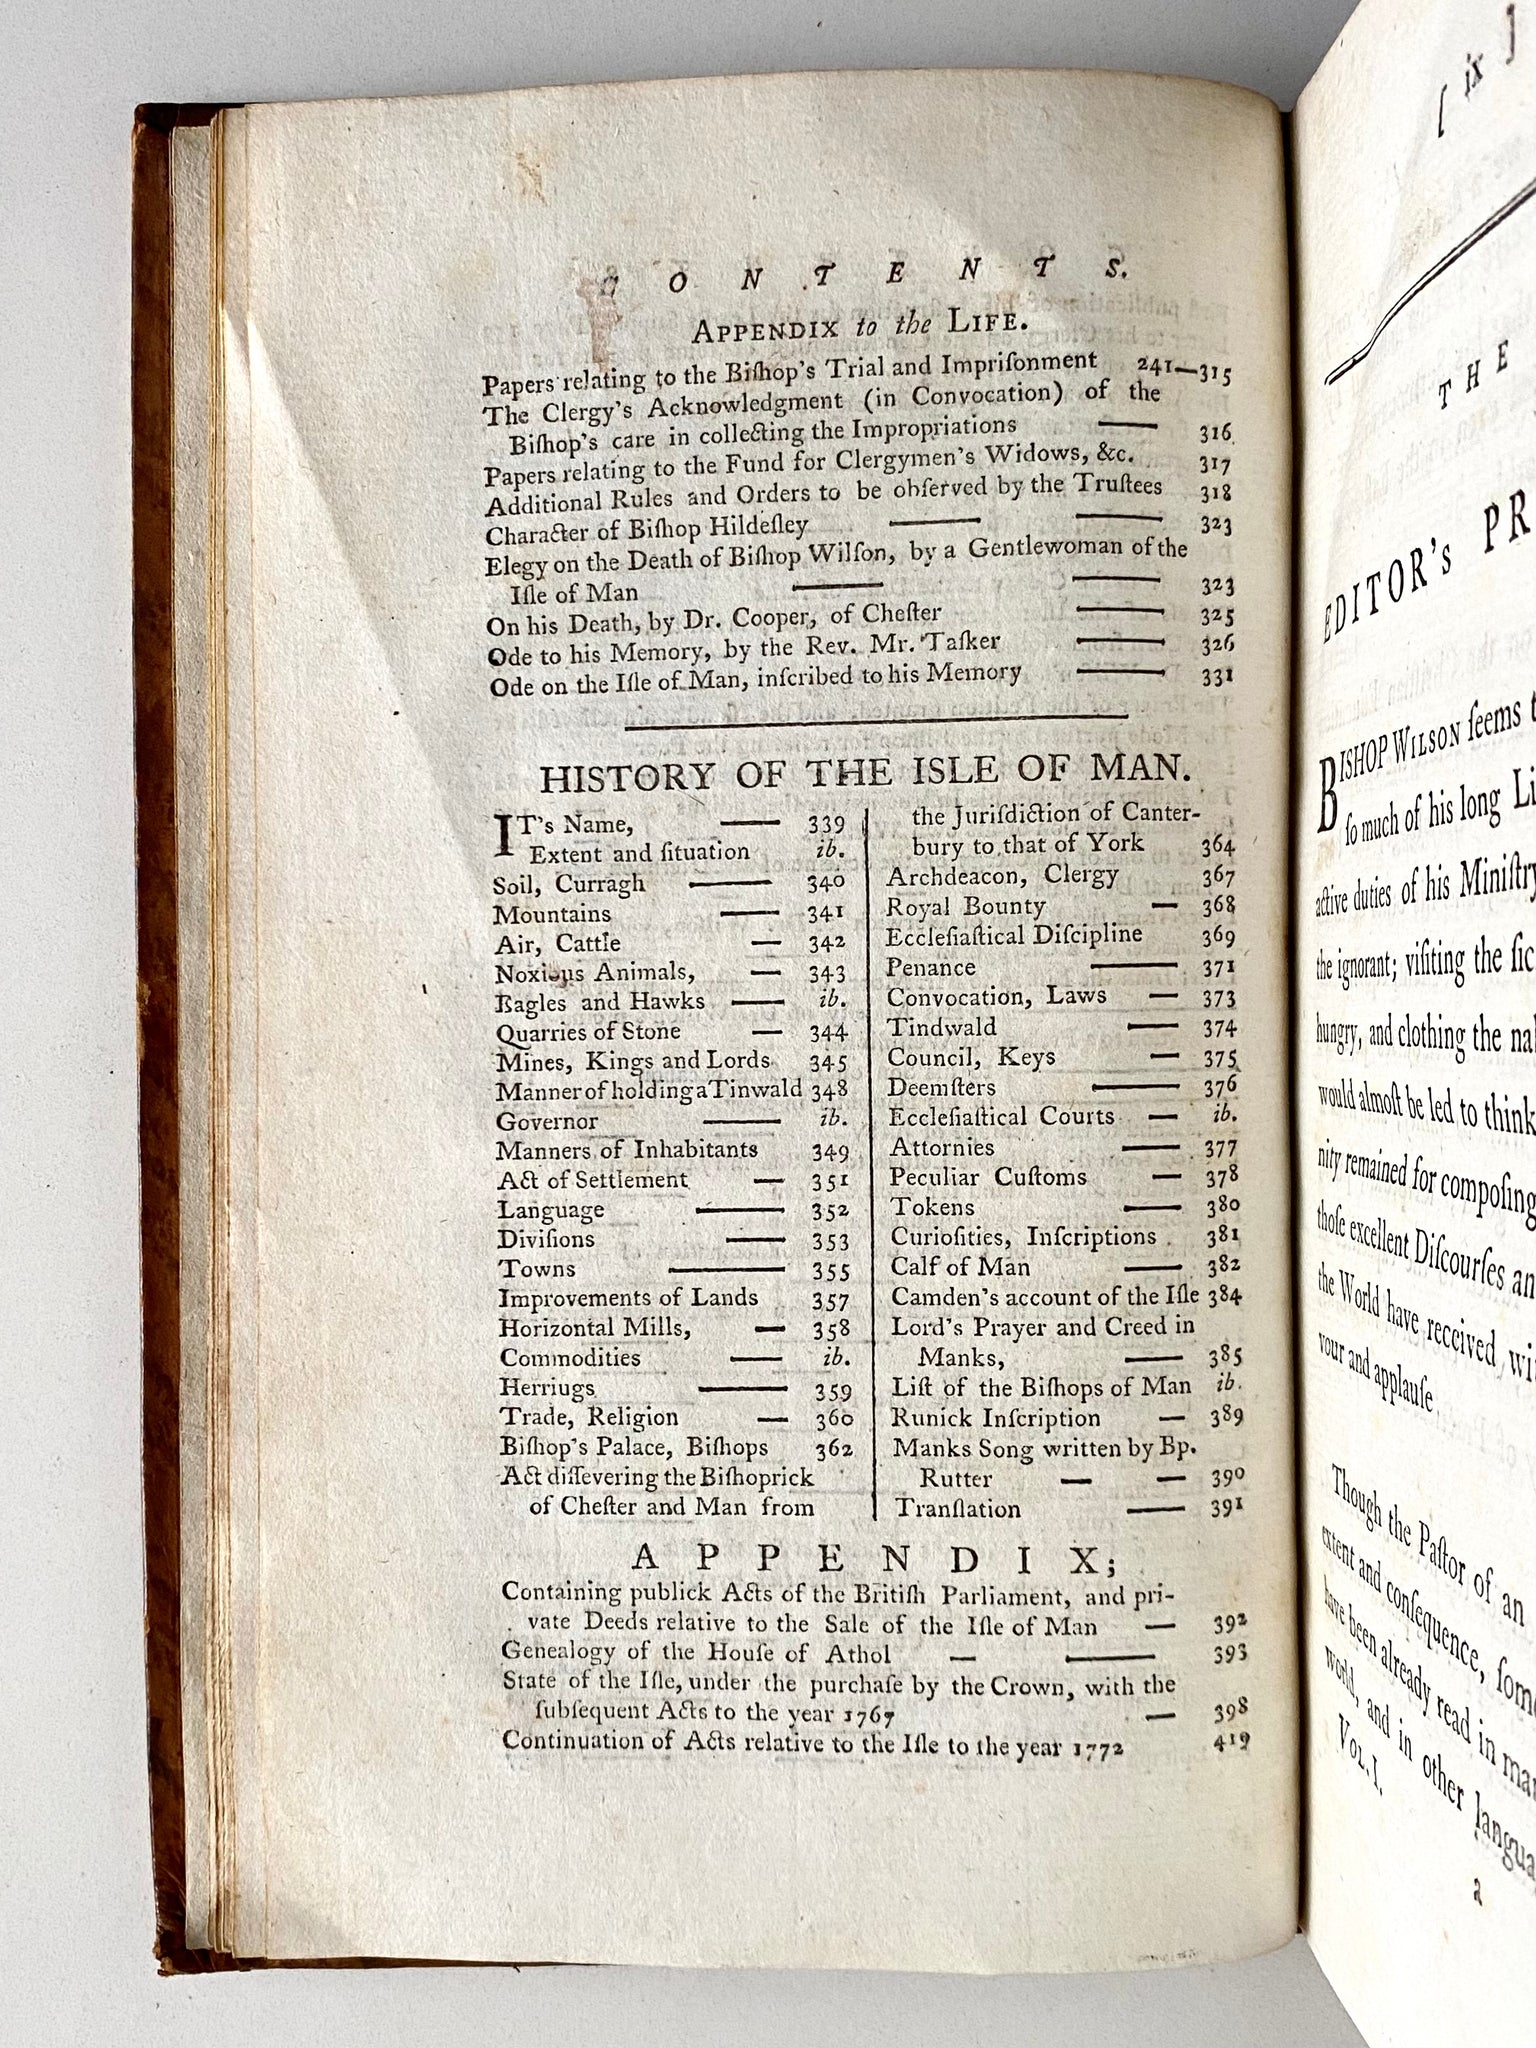 CONTENTS.
APPENDIX to the LIFE.
Papers relating to the Biſhop's Trial and Impriſonment 241—315
The Clergy's Acknowledgment (in Convocation) of the
Biſhop's care in collecting the Impropriations — 316
Papers relating to the Fund for Clergymen's Widows, &c. 317
Additional Rules and Orders to be obſerved by the Truſtees 318
Character of Biſhop Hildeſley — — 323
Elegy on the Death of Biſhop Wilſon, by a Gentlewoman of the
Iſle of Man — — 323
On his Death, by Dr. Cooper, of Cheſter — 325
Ode to his Memory, by the Rev. Mr. Taſker — 326
Ode on the Iſle of Man, inſcribed to his Memory — 331
HISTORY OF THE ISLE OF MAN.
IT's Name, — 339
Extent and ſituation ib.
Soil, Curragh — 340
Mountains — 341
Air, Cattle — 342
Noxious Animals, — 343
Eagles and Hawks — ib.
Quarries of Stone — 344
Mines, Kings and Lords 345
Manner of holding a Tinwald 348
Governor — ib.
Manners of Inhabitants 349
Act of Settlement — 351
Language — 352
Diviſions — 353
Towns — 355
Improvements of Lands 357
Horizontal Mills, — 358
Commodities — ib.
Herriugs — 359
Trade, Religion — 360
Biſhop's Palace, Biſhops 362
Act diſſevering the Biſhoprick
of Cheſter and Man from
the Juriſdiction of Canter-
bury to that of York 364
Archdeacon, Clergy 367
Royal Bounty — 368
Eccleſiaſtical Diſcipline 369
Penance — 371
Convocation, Laws — 373
Tindwald — 374
Council, Keys — 375
Deemſters — 376
Eccleſiaſtical Courts — ib.
Attornies — 377
Peculiar Cuſtoms — 378
Tokens — 380
Curioſities, Inſcriptions 381
Calf of Man — 382
Camden's account of the Iſle 384
Lord's Prayer and Creed in
Manks, — 385
Liſt of the Biſhops of Man ib.
Runick Inſcription — 389
Manks Song written by Bp.
Rutter — — 390
Tranſlation — 391
APPENDIX;
Containing publick Acts of the Britiſh Parliament, and pri-
vate Deeds relative to the Sale of the Iſle of Man — 392
Genealogy of the Houſe of Athol — — 393
State of the Iſle, under the purchaſe by the Crown, with the
ſubſequent Acts to the year 1767 — 398
Continuation of Acts relative to the Iſle to the year 1772 419
[ ix ]
THE
EDITOR's PR
BISHOP WILSON ſeems t
ſo much of his long Li
active duties of his Miniſtry
the ignorant; viſiting the ſic
hungry, and clothing the na
would almoſt be led to think
nity remained for compoſing
thoſe excellent Diſcourſes an
the World have received wi
vour and applauſe
Though the Paſtor of an
extent and conſequence, ſom
have been already read in ma
world, and in other langua
VOL. I. a